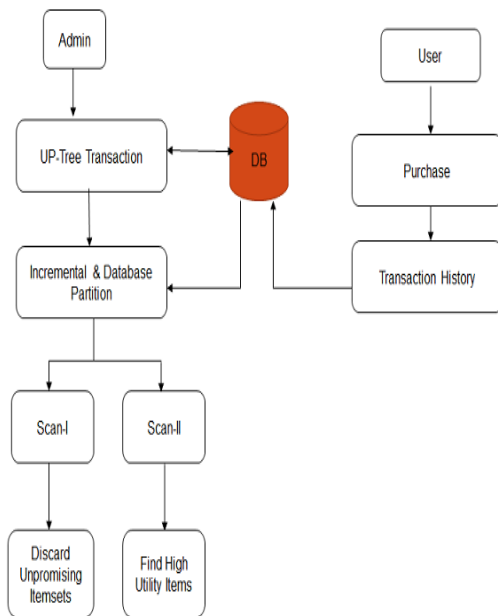 Admin
User
UP-Tree Transaction
DB
Purchase
Incremental & Database
Partition
Transaction History
Scan-I
Scan-II
Discard
Unpromising
Itemsets
Find High
Utility Items